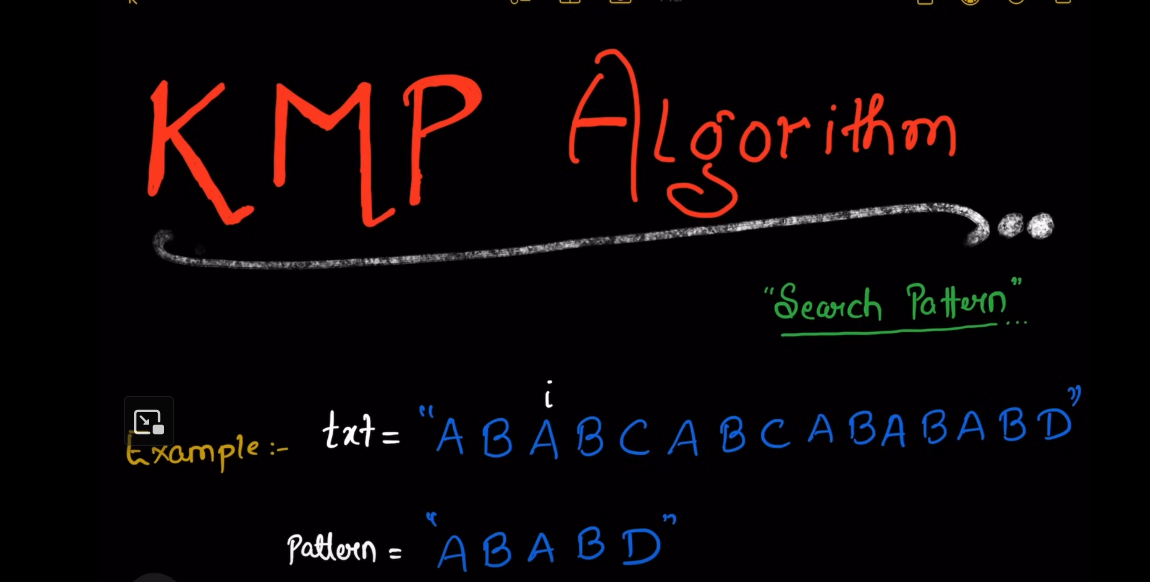 KMP Algorithm
"Search Pattern"...
i
Example:- txt = "A B A B C A B C A B A B A B D"
Pattern = "A B A B D"